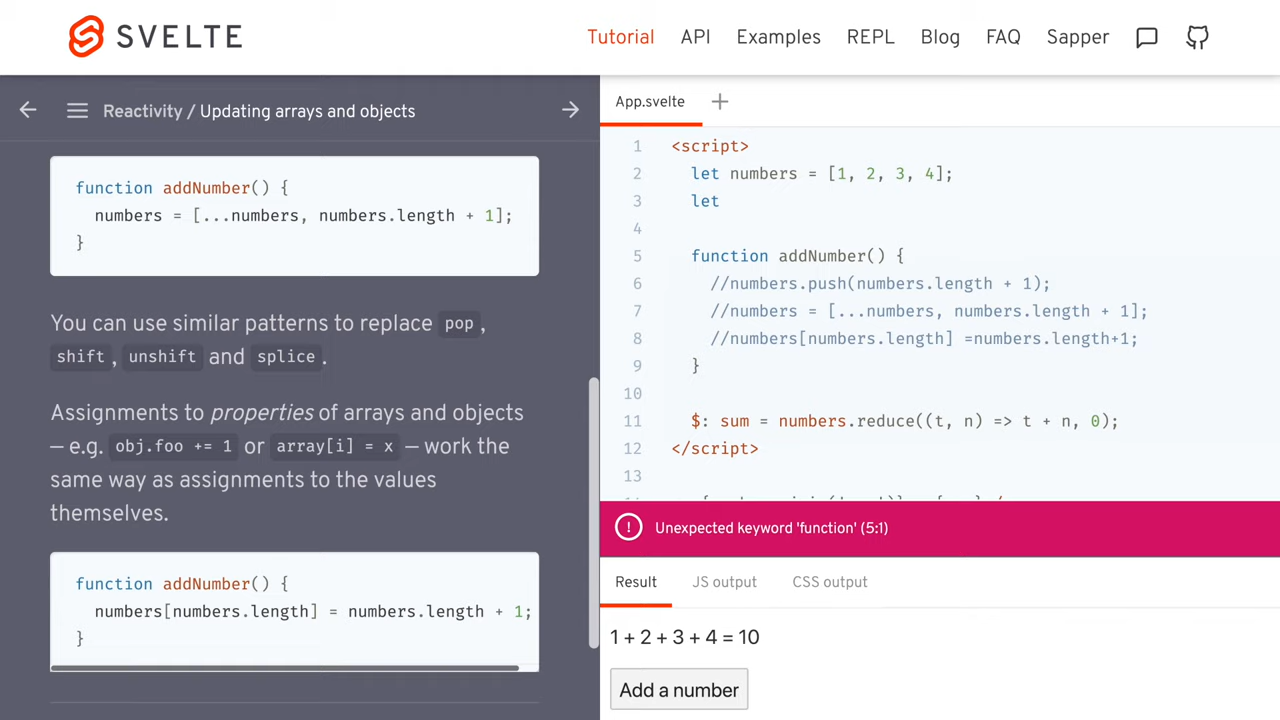 SVELTE
Tutorial API Examples REPL Blog FAQ Sapper
Reactivity / Updating arrays and objects
function addNumber() {
numbers = [...numbers, numbers.length + 1];
}
You can use similar patterns to replace pop,
shift, unshift and splice.
Assignments to properties of arrays and objects
— e.g. obj.foo += 1 or array[i] = x — work the
same way as assignments to the values
themselves.
function addNumber() {
numbers[numbers.length] = numbers.length + 1;
}
App.svelte +
1 <script>
2 let numbers = [1, 2, 3, 4];
3 let
4
5 function addNumber() {
6 //numbers.push(numbers.length + 1);
7 //numbers = [...numbers, numbers.length + 1];
8 //numbers[numbers.length] =numbers.length+1;
9 }
10
11 $: sum = numbers.reduce((t, n) => t + n, 0);
12 </script>
13
! Unexpected keyword 'function' (5:1)
Result JS output CSS output
1 + 2 + 3 + 4 = 10
Add a number